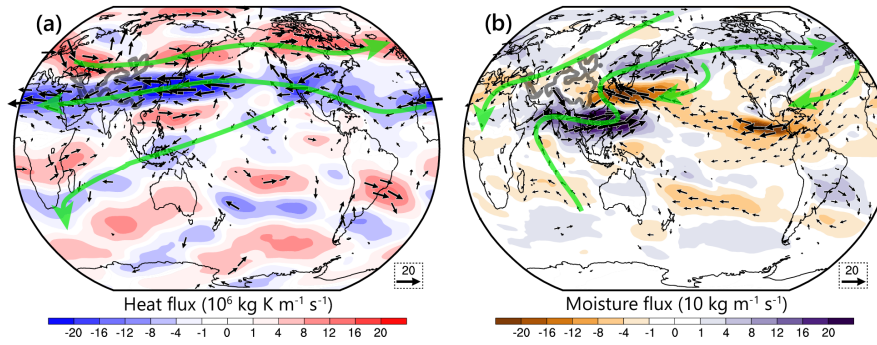 (a)
(b)
20
20
Heat flux (10⁶ kg K m⁻¹ s⁻¹)
Moisture flux (10 kg m⁻¹ s⁻¹)
-20 -16 -12 -8 -4 -1 0 1 4 8 12 16 20
-20 -16 -12 -8 -4 -1 0 1 4 8 12 16 20